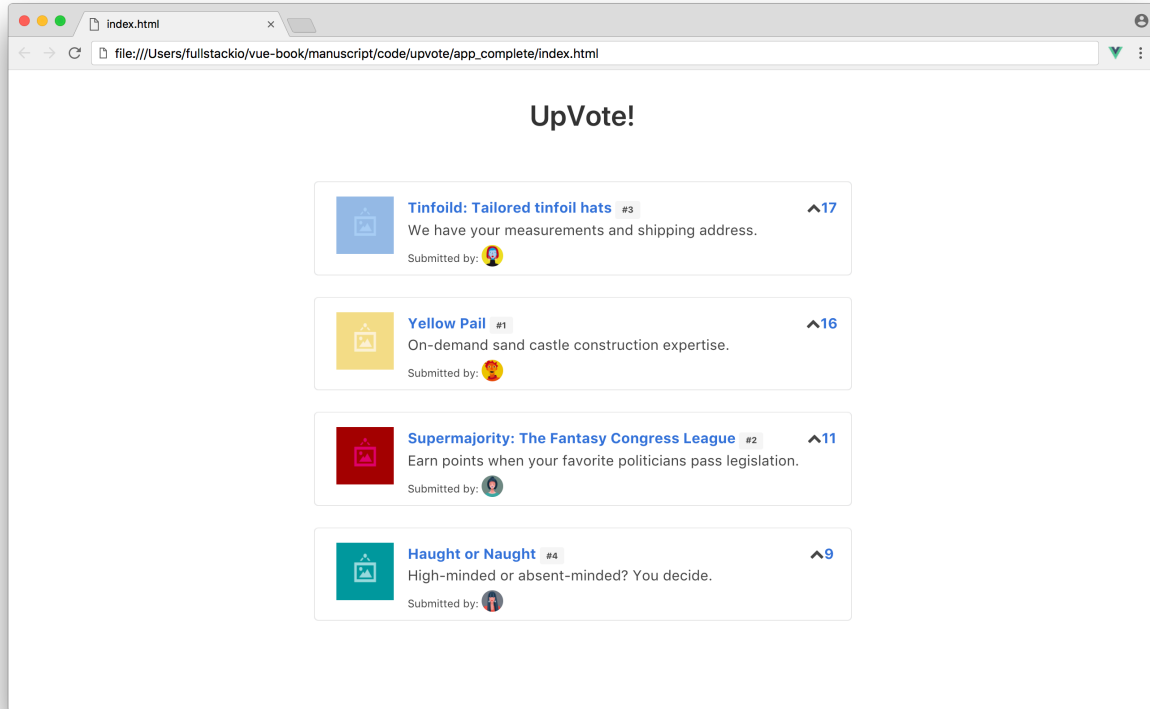 index.html
file:///Users/fullstackio/vue-book/manuscript/code/upvote/app_complete/index.html
UpVote!
Tinfoild: Tailored tinfoil hats #3 17
We have your measurements and shipping address.
Submitted by:
Yellow Pail #1 16
On-demand sand castle construction expertise.
Submitted by:
Supermajority: The Fantasy Congress League #2 11
Earn points when your favorite politicians pass legislation.
Submitted by:
Haught or Naught #4 9
High-minded or absent-minded? You decide.
Submitted by: